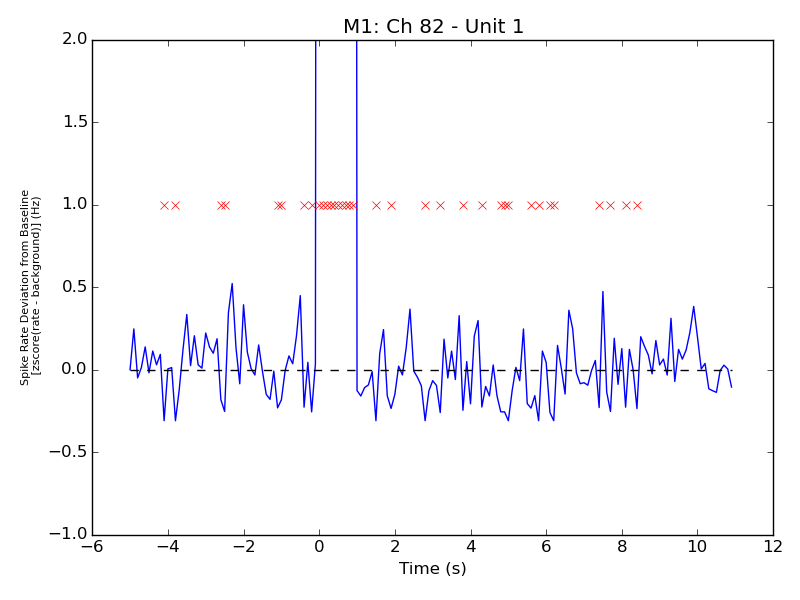 M1: Ch 82 - Unit 1
2.0
1.5
1.0
0.5
0.0
−0.5
−1.0
Spike Rate Deviation from Baseline
[zscore(rate - background)] (Hz)
−6 −4 −2 0 2 4 6 8 10 12
Time (s)